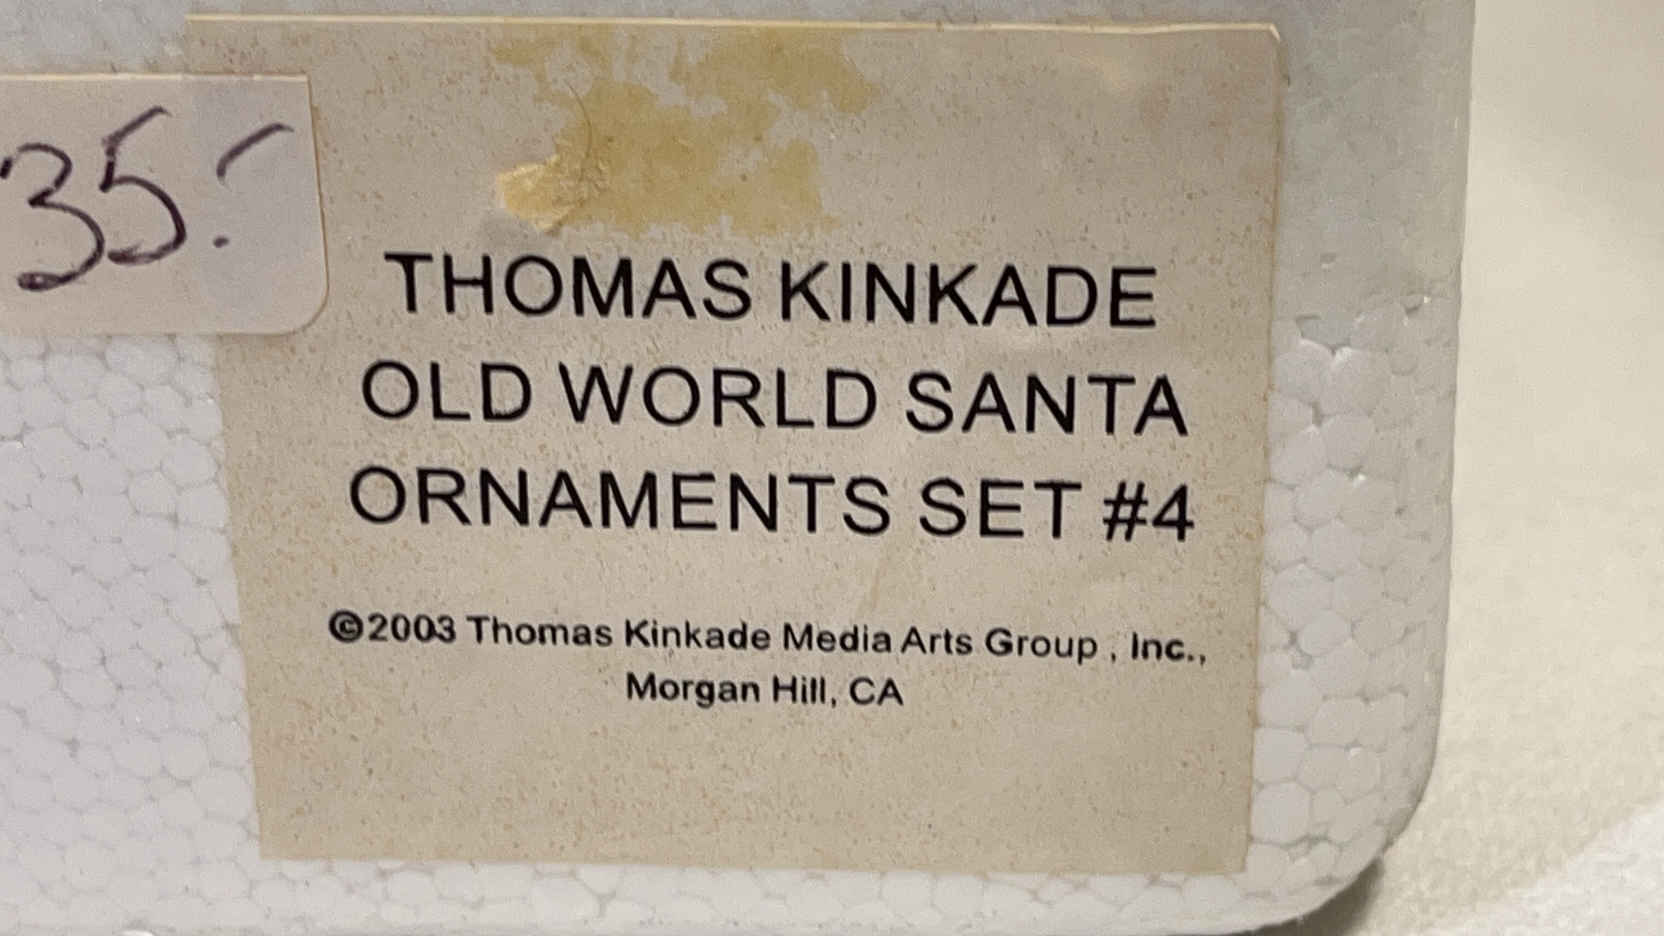 35.-
THOMAS KINKADE
OLD WORLD SANTA
ORNAMENTS SET #4
©2003 Thomas Kinkade Media Arts Group , Inc.,
Morgan Hill, CA